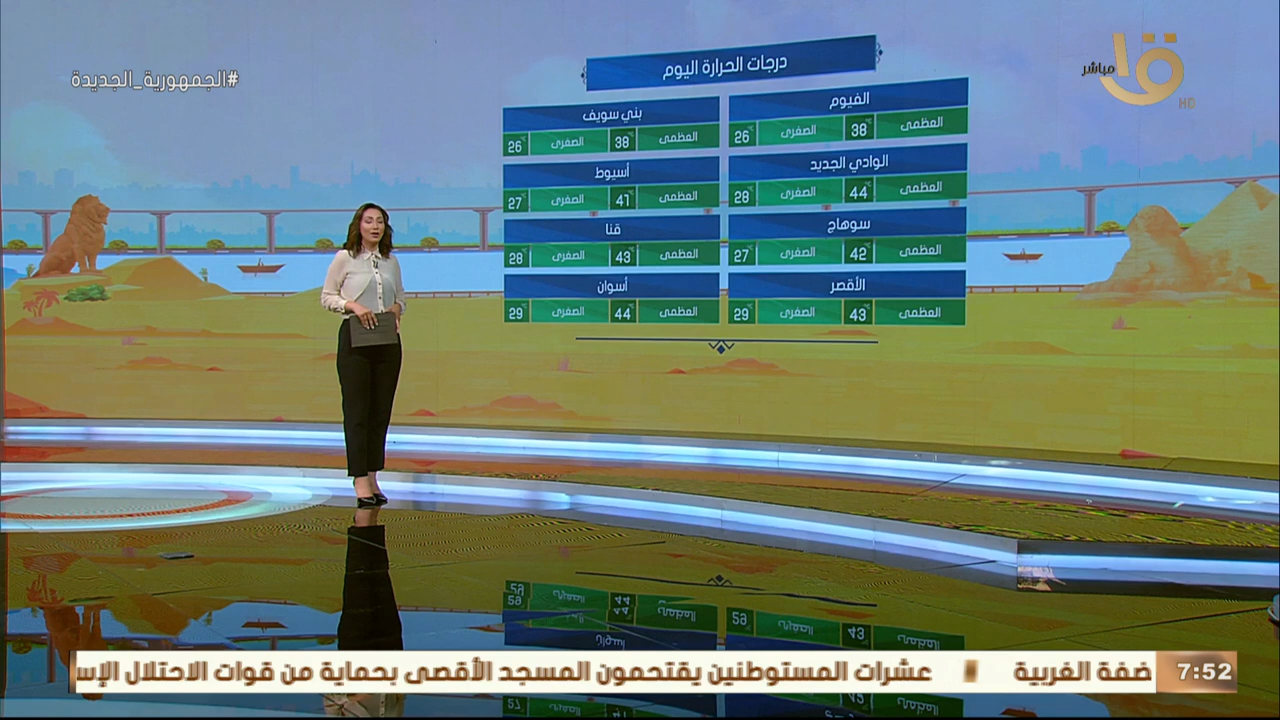 #الجمهورية_الجديدة
مباشر
HD
درجات الحرارة اليوم
الفيوم
العظمى 38°c الصغرى 26°c
بني سويف
العظمى 38°c الصغرى 26°c
الوادي الجديد
العظمى 44°c الصغرى 28°c
أسيوط
العظمى 41°c الصغرى 27°c
سوهاج
العظمى 42°c الصغرى 27°c
قنا
العظمى 43°c الصغرى 28°c
الأقصر
العظمى 43°c الصغرى 29°c
أسوان
العظمى 44°c الصغرى 29°c
7:52 ضفة الغربية عشرات المستوطنين يقتحمون المسجد الأقصى بحماية من قوات الاحتلال الإس